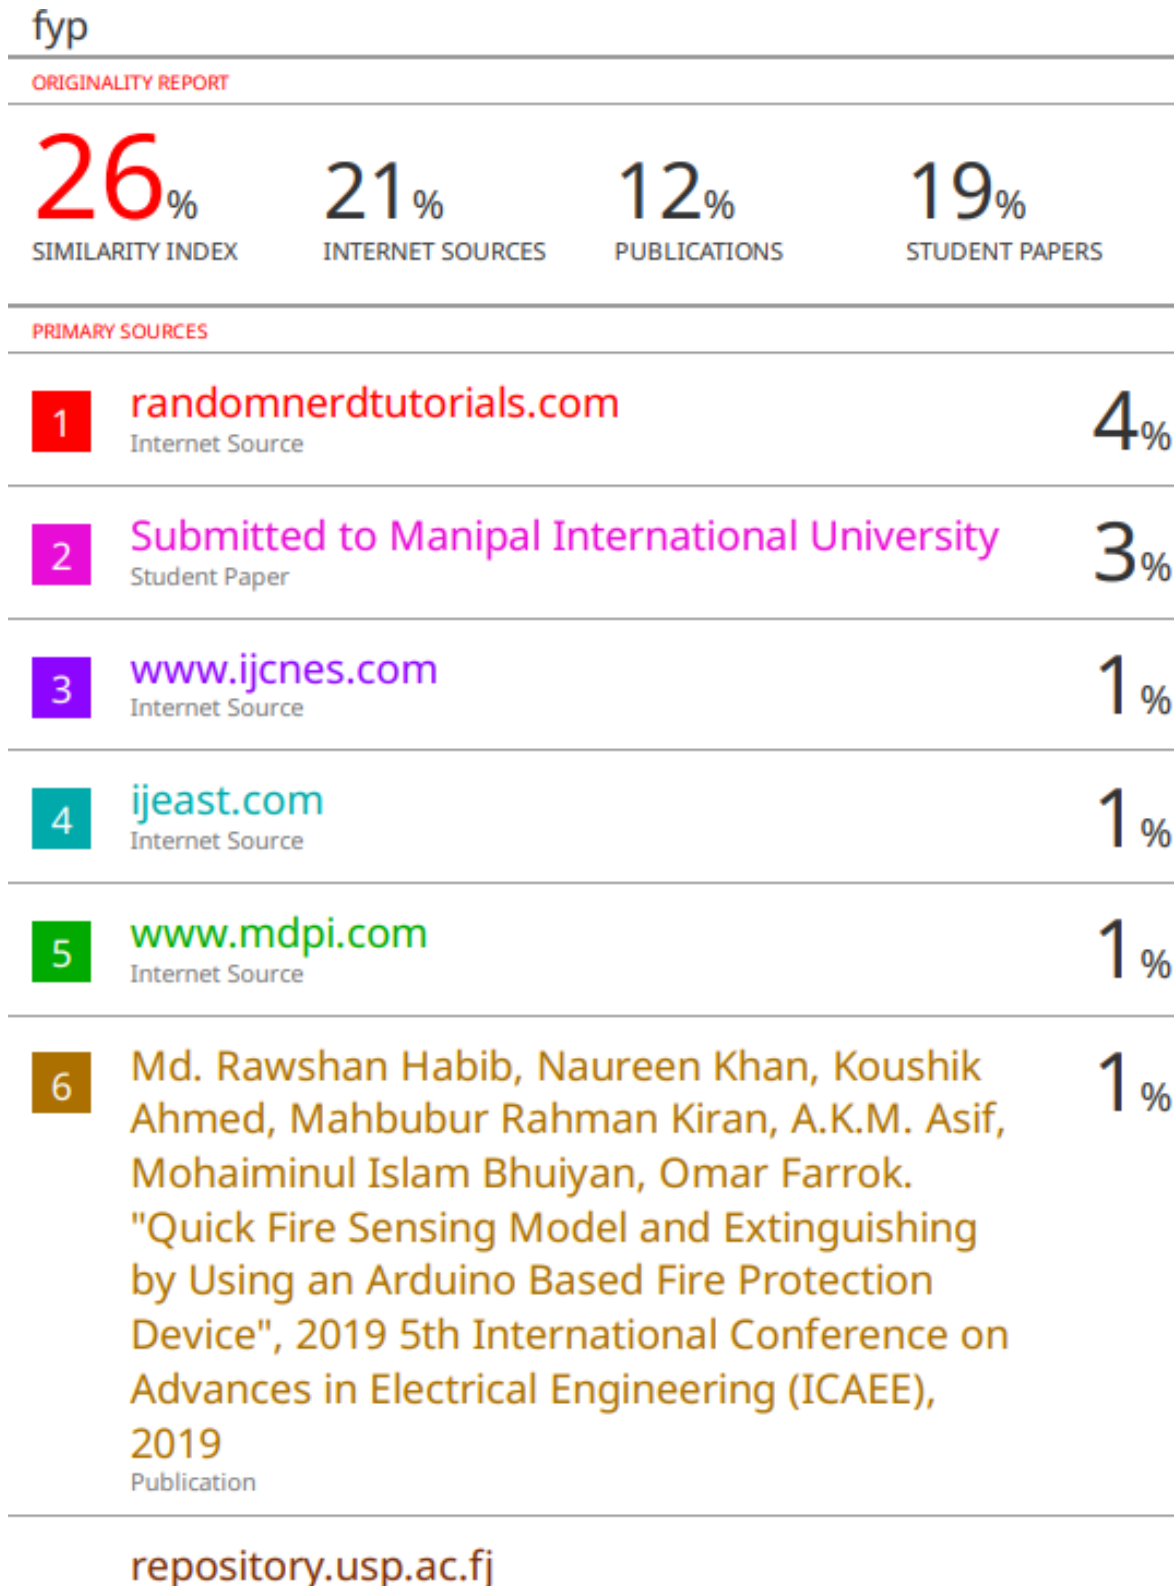 fyp
ORIGINALITY REPORT
26% 21% 12% 19%
SIMILARITY INDEX INTERNET SOURCES PUBLICATIONS STUDENT PAPERS
PRIMARY SOURCES
1 randomnerdtutorials.com 4%
Internet Source
2 Submitted to Manipal International University 3%
Student Paper
3 www.ijcnes.com 1%
Internet Source
4 ijeast.com 1%
Internet Source
5 www.mdpi.com 1%
Internet Source
6 Md. Rawshan Habib, Naureen Khan, Koushik 1%
Ahmed, Mahbubur Rahman Kiran, A.K.M. Asif,
Mohaiminul Islam Bhuiyan, Omar Farrok.
"Quick Fire Sensing Model and Extinguishing
by Using an Arduino Based Fire Protection
Device", 2019 5th International Conference on
Advances in Electrical Engineering (ICAEE),
2019
Publication
repository.usp.ac.fj